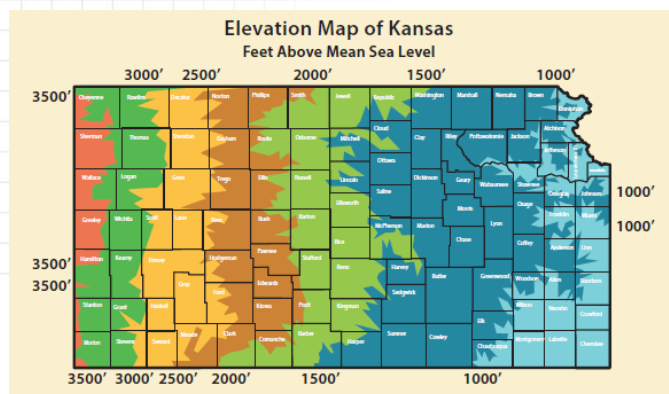 Elevation Map of Kansas
Feet Above Mean Sea Level
3000' 2500' 2000' 1500' 1000'
3500'
Cheyenne Rawlins Decatur Norton Phillips Smith Jewell Republic Washington Marshall Nemaha Brown Doniphan
Sherman Thomas Sheridan Graham Rooks Osborne Mitchell Cloud Clay Riley Pottawatomie Jackson Atchison
Jefferson
Ottawa
Wallace Logan Gove Trego Ellis Russell Lincoln Saline Dickinson Geary Wabaunsee Shawnee Douglas Johnson
1000'
Ellsworth Morris Osage
Greeley Wichita Scott Lane Ness Rush Barton McPherson Marion Chase Lyon Franklin Miami
1000'
Rice Coffey Anderson Linn
3500' Hamilton Kearny Finney Hodgeman Pawnee Stafford Reno Harvey Butler Greenwood Woodson Allen Bourbon
3500' Gray Ford Edwards Sedgwick
Stanton Grant Haskell Kiowa Pratt Kingman Wilson Neosho Crawford
Elk
Morton Stevens Seward Meade Clark Comanche Barber Harper Sumner Cowley Chautauqua Montgomery Labette Cherokee
3500' 3000' 2500' 2000' 1500' 1000'